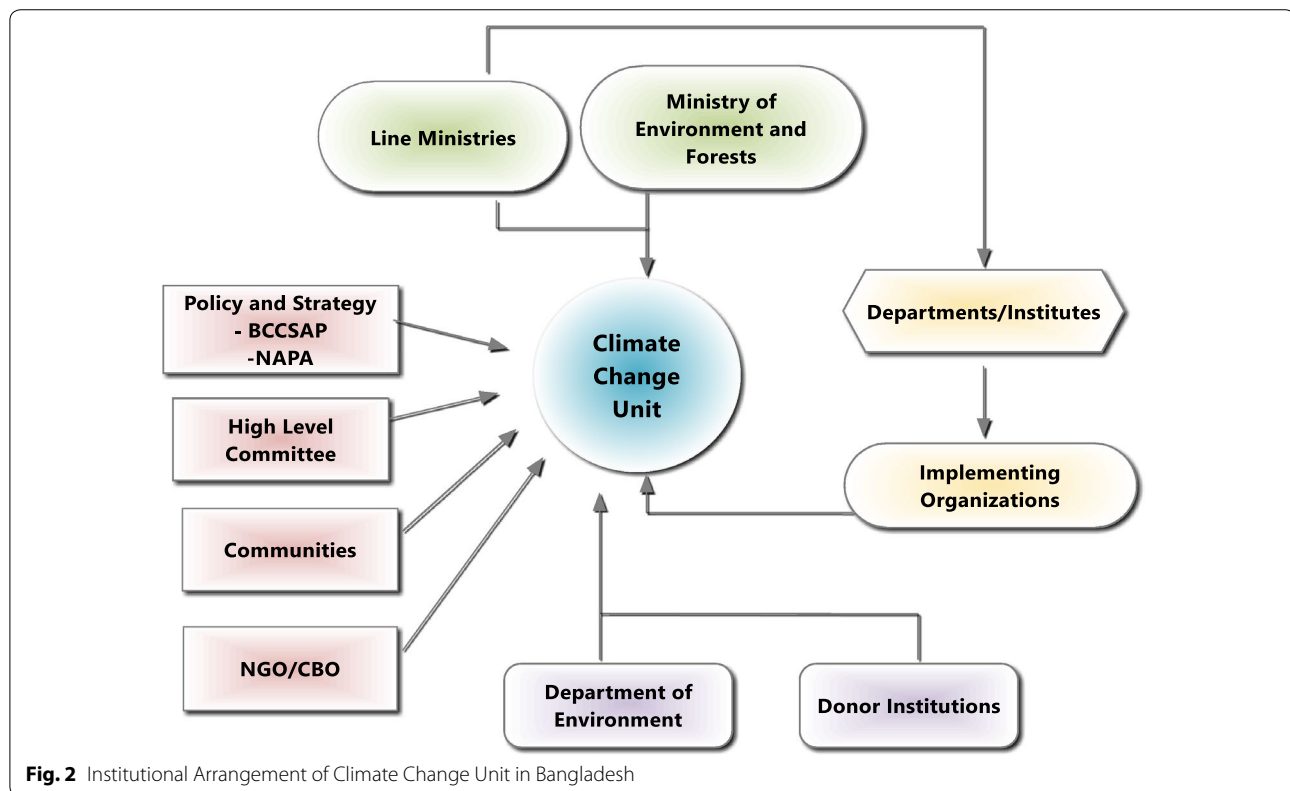 Line Ministries
Ministry of
Environment and
Forests
Policy and Strategy
- BCCSAP
-NAPA
Climate
Change
Unit
Departments/Institutes
High Level
Committee
Implementing
Organizations
Communities
NGO/CBO
Department of
Environment
Donor Institutions
Fig. 2 Institutional Arrangement of Climate Change Unit in Bangladesh